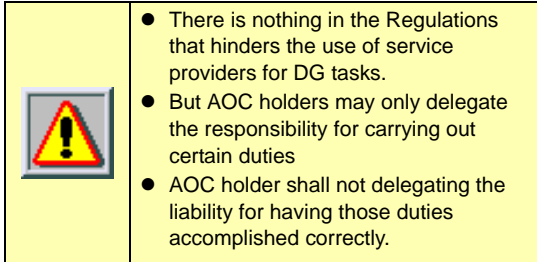 ● There is nothing in the Regulations
that hinders the use of service
providers for DG tasks.
● But AOC holders may only delegate
the responsibility for carrying out
certain duties
● AOC holder shall not delegating the
liability for having those duties
accomplished correctly.